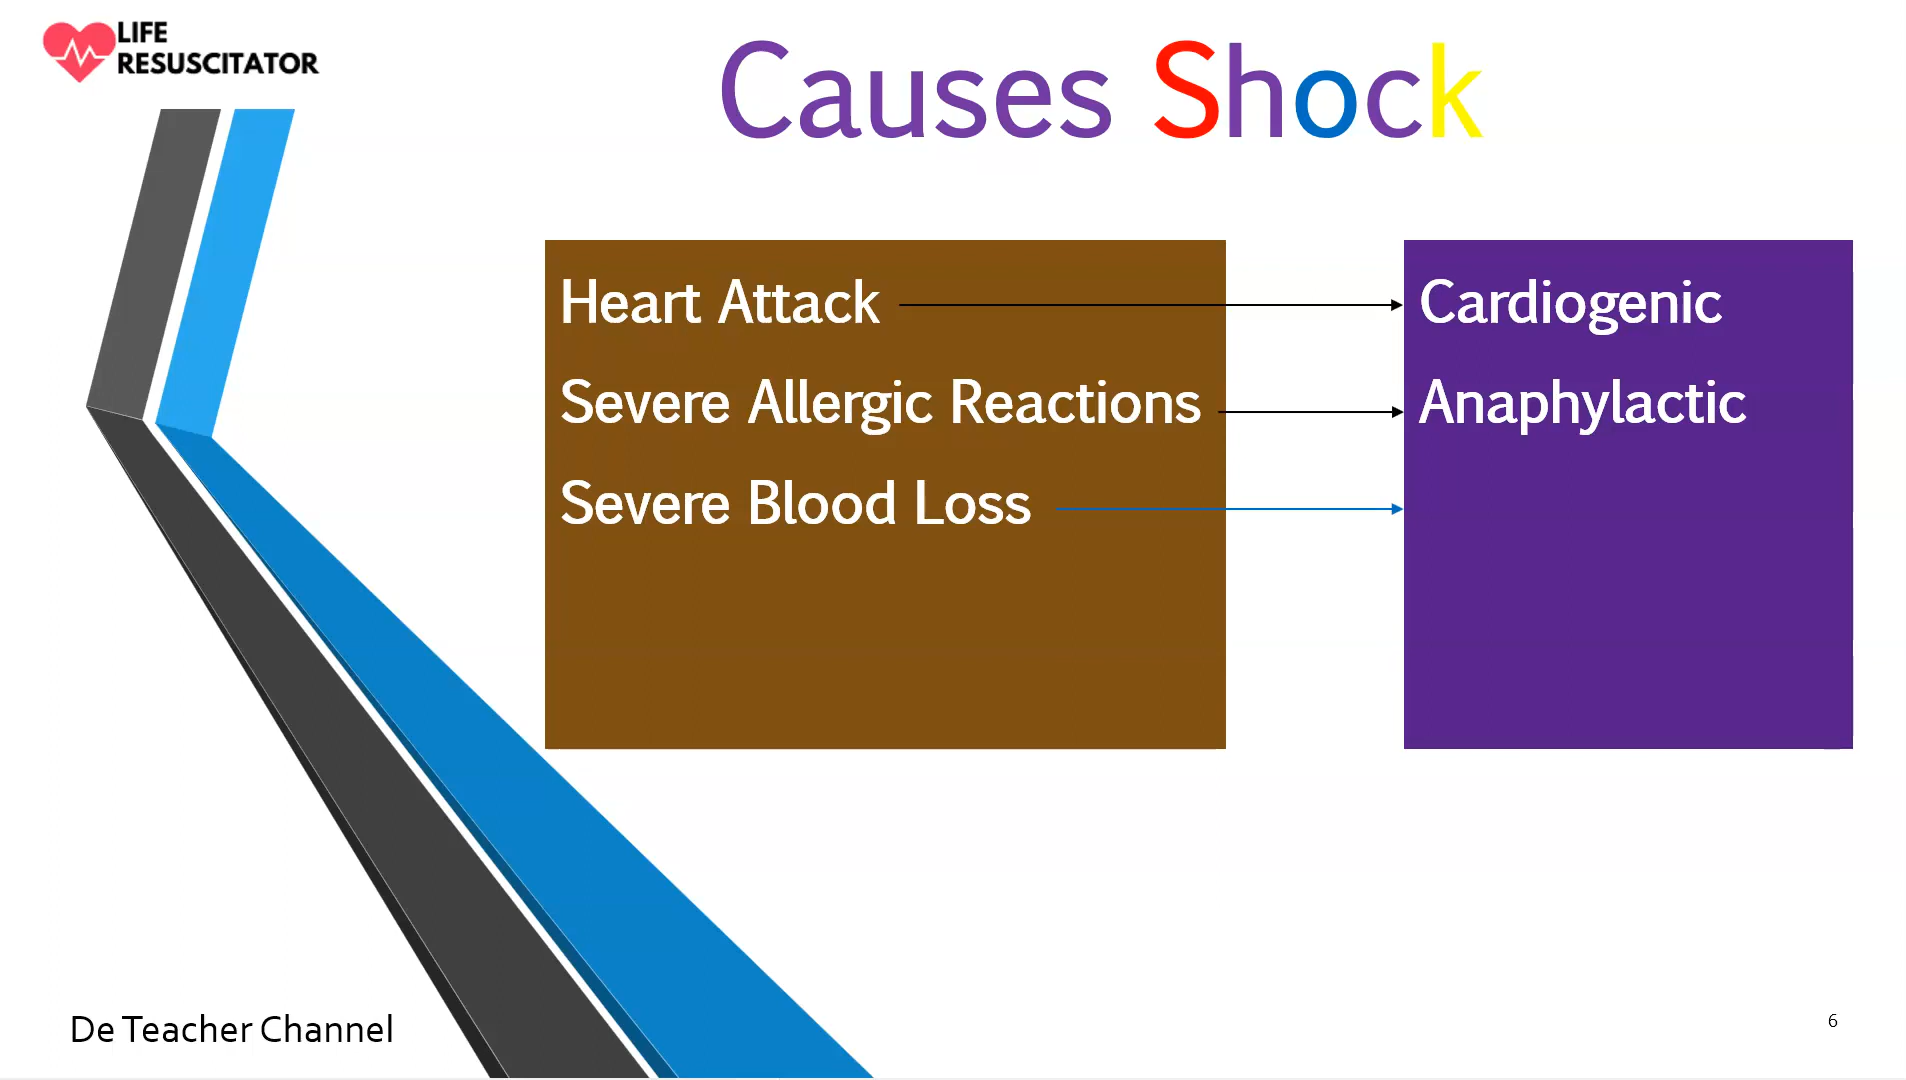 LIFE
RESUSCITATOR
Causes Shock
Heart Attack
Cardiogenic
Severe Allergic Reactions
Anaphylactic
Severe Blood Loss
De Teacher Channel
6